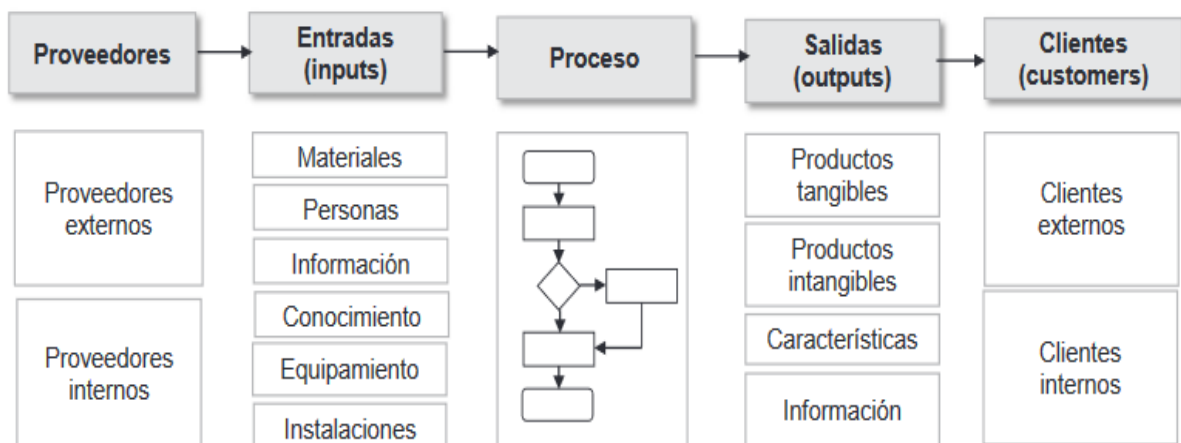 Proveedores
Entradas
(inputs)
Proceso
Salidas
(outputs)
Clientes
(customers)
Proveedores
externos
Proveedores
internos
Materiales
Personas
Información
Conocimiento
Equipamiento
Instalaciones
Productos
tangibles
Productos
intangibles
Característícas
Información
Clientes
externos
Clientes
internos